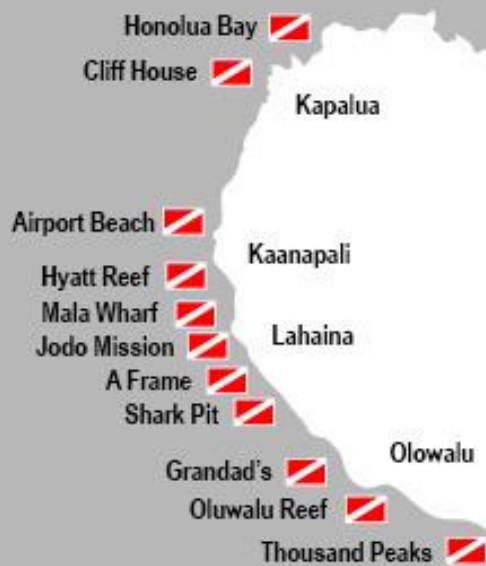 Honolua Bay
Cliff House
Kapalua
Airport Beach
Kaanapali
Hyatt Reef
Mala Wharf
Lahaina
Jodo Mission
A Frame
Shark Pit
Olowalu
Grandad's
Oluwalu Reef
Thousand Peaks